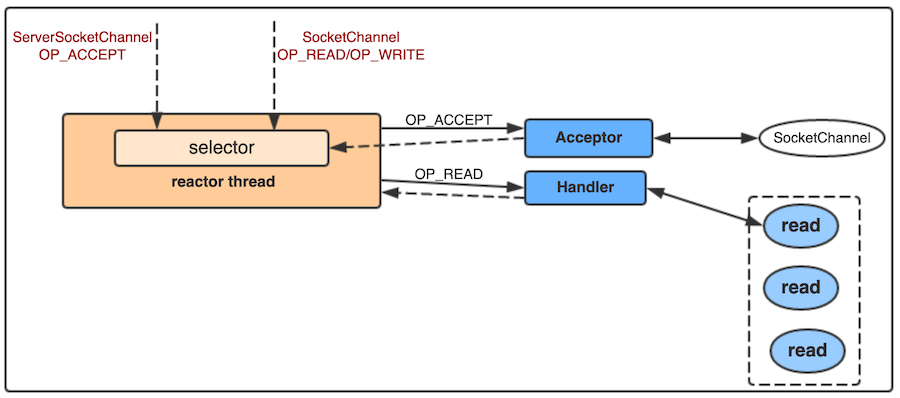 ServerSocketChannel
OP_ACCEPT
SocketChannel
OP_READ/OP_WRITE
selector
reactor thread
OP_ACCEPT
Acceptor
SocketChannel
OP_READ
Handler
read
read
read